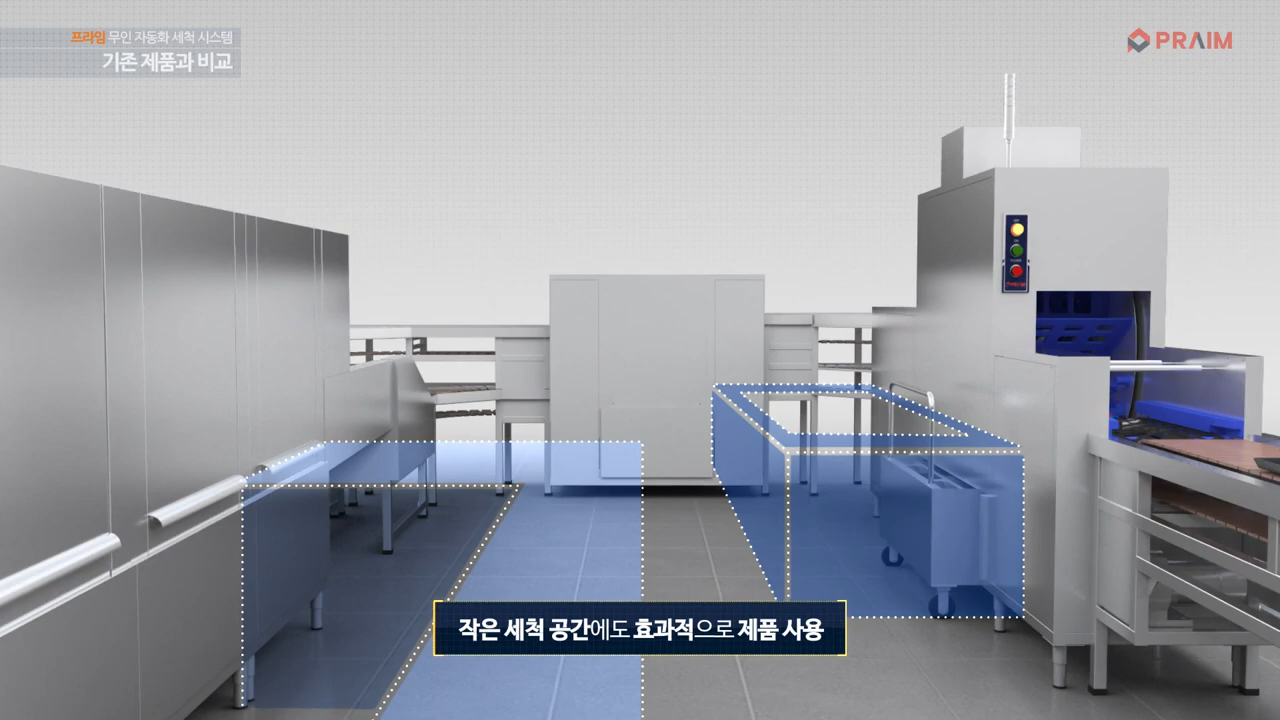 프라임 무인 자동화 세척 시스템
기존 제품과 비교
PRAIM
작은 세척 공간에도 효과적으로 제품 사용